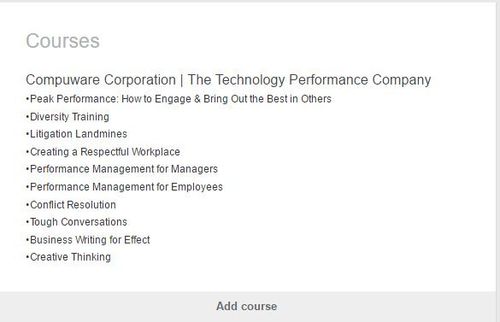 Courses
Compuware Corporation | The Technology Performance Company
•Peak Performance: How to Engage & Bring Out the Best in Others
•Diversity Training
•Litigation Landmines
•Creating a Respectful Workplace
•Performance Management for Managers
•Performance Management for Employees
•Conflict Resolution
•Tough Conversations
•Business Writing for Effect
•Creative Thinking
Add course